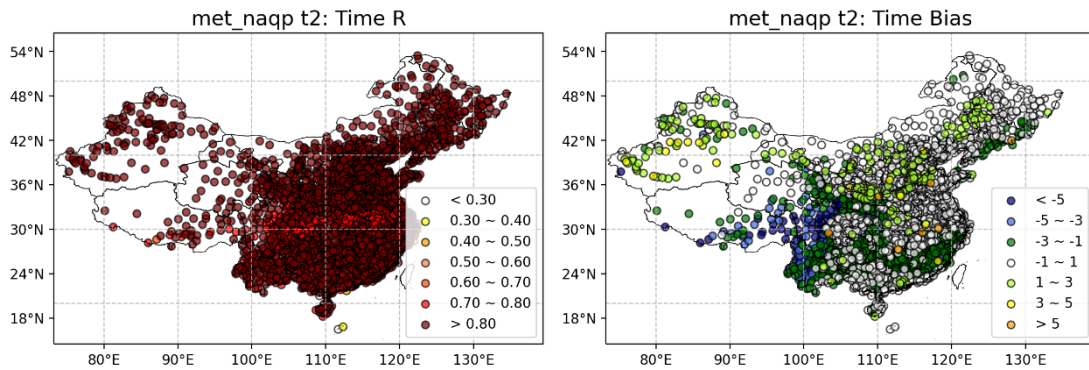 met_naqp t2: Time R
54°N
48°N
42°N
36°N
30°N
24°N
18°N
80°E
90°E
100°E
110°E
120°E
130°E
< 0.30
0.30 ~ 0.40
0.40 ~ 0.50
0.50 ~ 0.60
0.60 ~ 0.70
0.70 ~ 0.80
> 0.80
met_naqp t2: Time Bias
54°N
48°N
42°N
36°N
30°N
24°N
18°N
80°E
90°E
100°E
110°E
120°E
130°E
< -5
-5 ~ -3
-3 ~ -1
-1 ~ 1
1 ~ 3
3 ~ 5
> 5